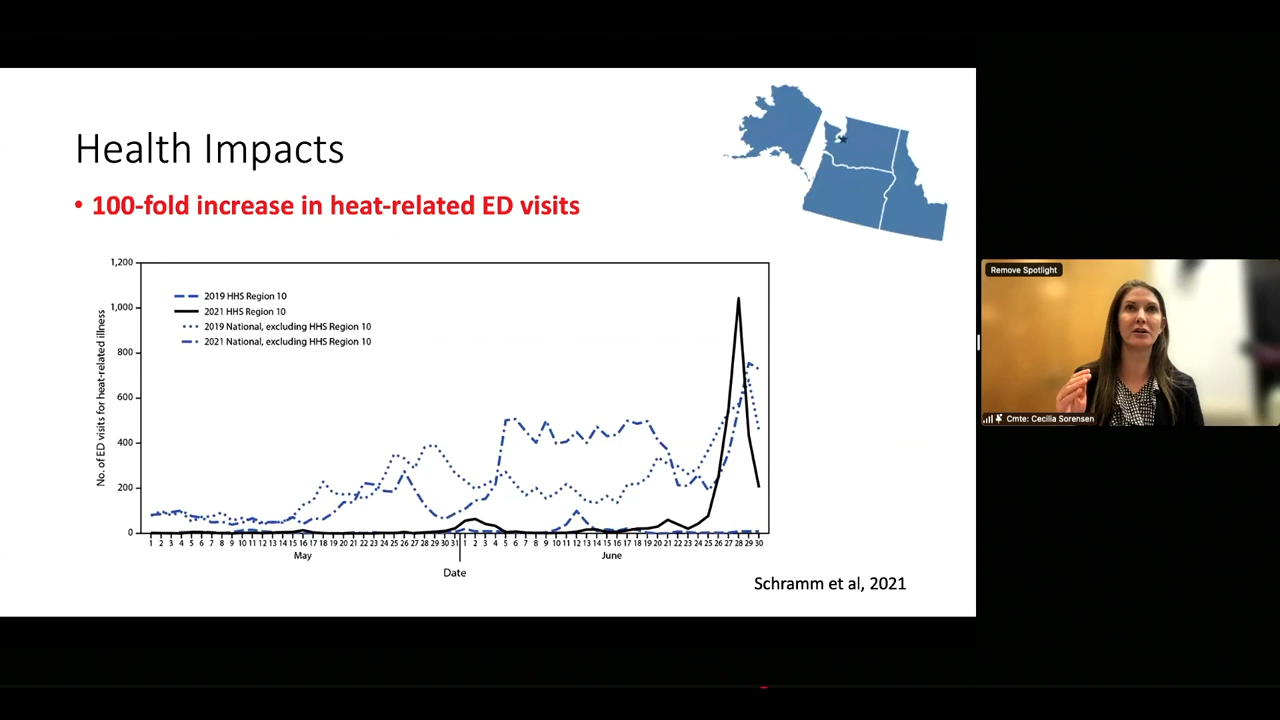 Health Impacts
• 100-fold increase in heat-related ED visits
1,200
1,000
800
600
400
200
0
No. of ED visits for heat-related illness
2019 HHS Region 10
2021 HHS Region 10
2019 National, excluding HHS Region 10
2021 National, excluding HHS Region 10
1 2 3 4 5 6 7 8 9 10 11 12 13 14 15 16 17 18 19 20 21 22 23 24 25 26 27 28 29 30 31 1 2 3 4 5 6 7 8 9 10 11 12 13 14 15 16 17 18 19 20 21 22 23 24 25 26 27 28 29 30
May June
Date
Schramm et al, 2021
Remove Spotlight
Cmte: Cecilia Sorensen